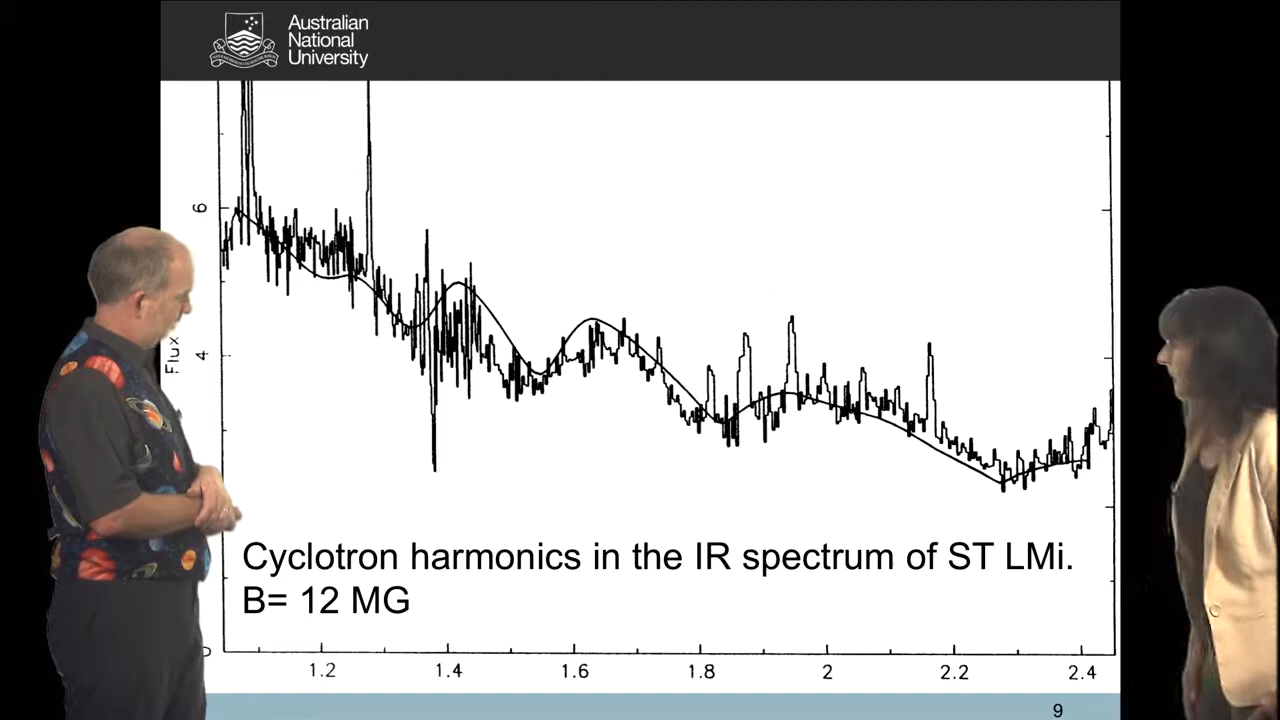 Australian
National
University
6
4
Flux
Cyclotron harmonics in the IR spectrum of ST LMi.
B= 12 MG
0
1.2 1.4 1.6 1.8 2 2.2 2.4
9